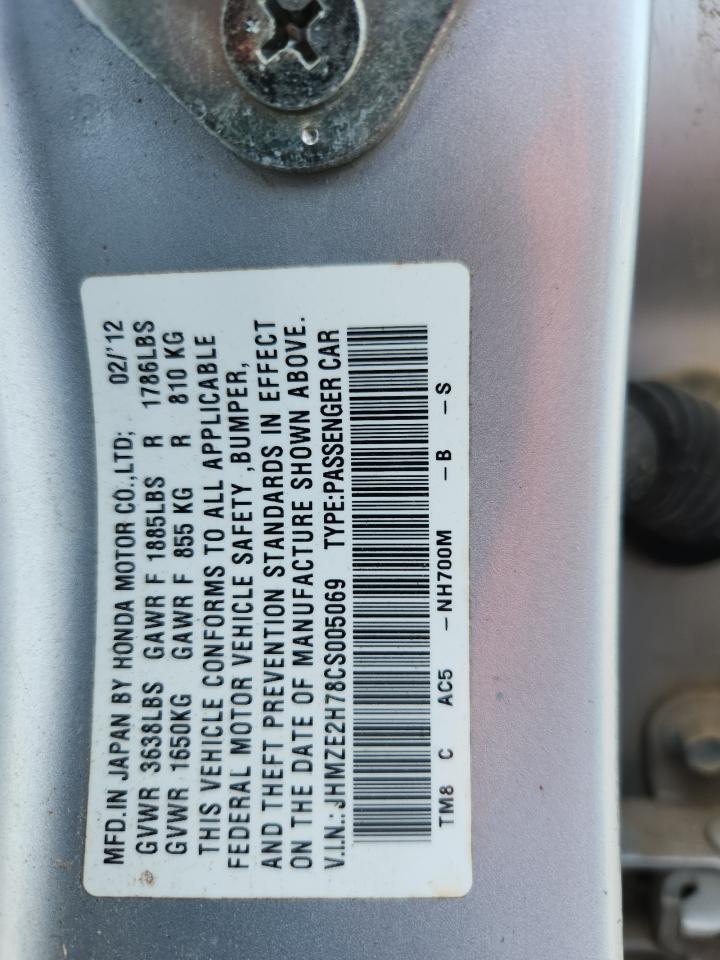 MFD.IN JAPAN BY HONDA MOTOR CO.,LTD; 02/'12
GVWR 3638LBS GAWR F 1885LBS R 1786LBS
GVWR 1650KG GAWR F 855 KG R 810 KG
THIS VEHICLE CONFORMS TO ALL APPLICABLE
FEDERAL MOTOR VEHICLE SAFETY ,BUMPER,
AND THEFT PREVENTION STANDARDS IN EFFECT
ON THE DATE OF MANUFACTURE SHOWN ABOVE.
V.I.N.: JHMZE2H78CS005069 TYPE:PASSENGER CAR
TM8 C AC5 -NH700M -B -S